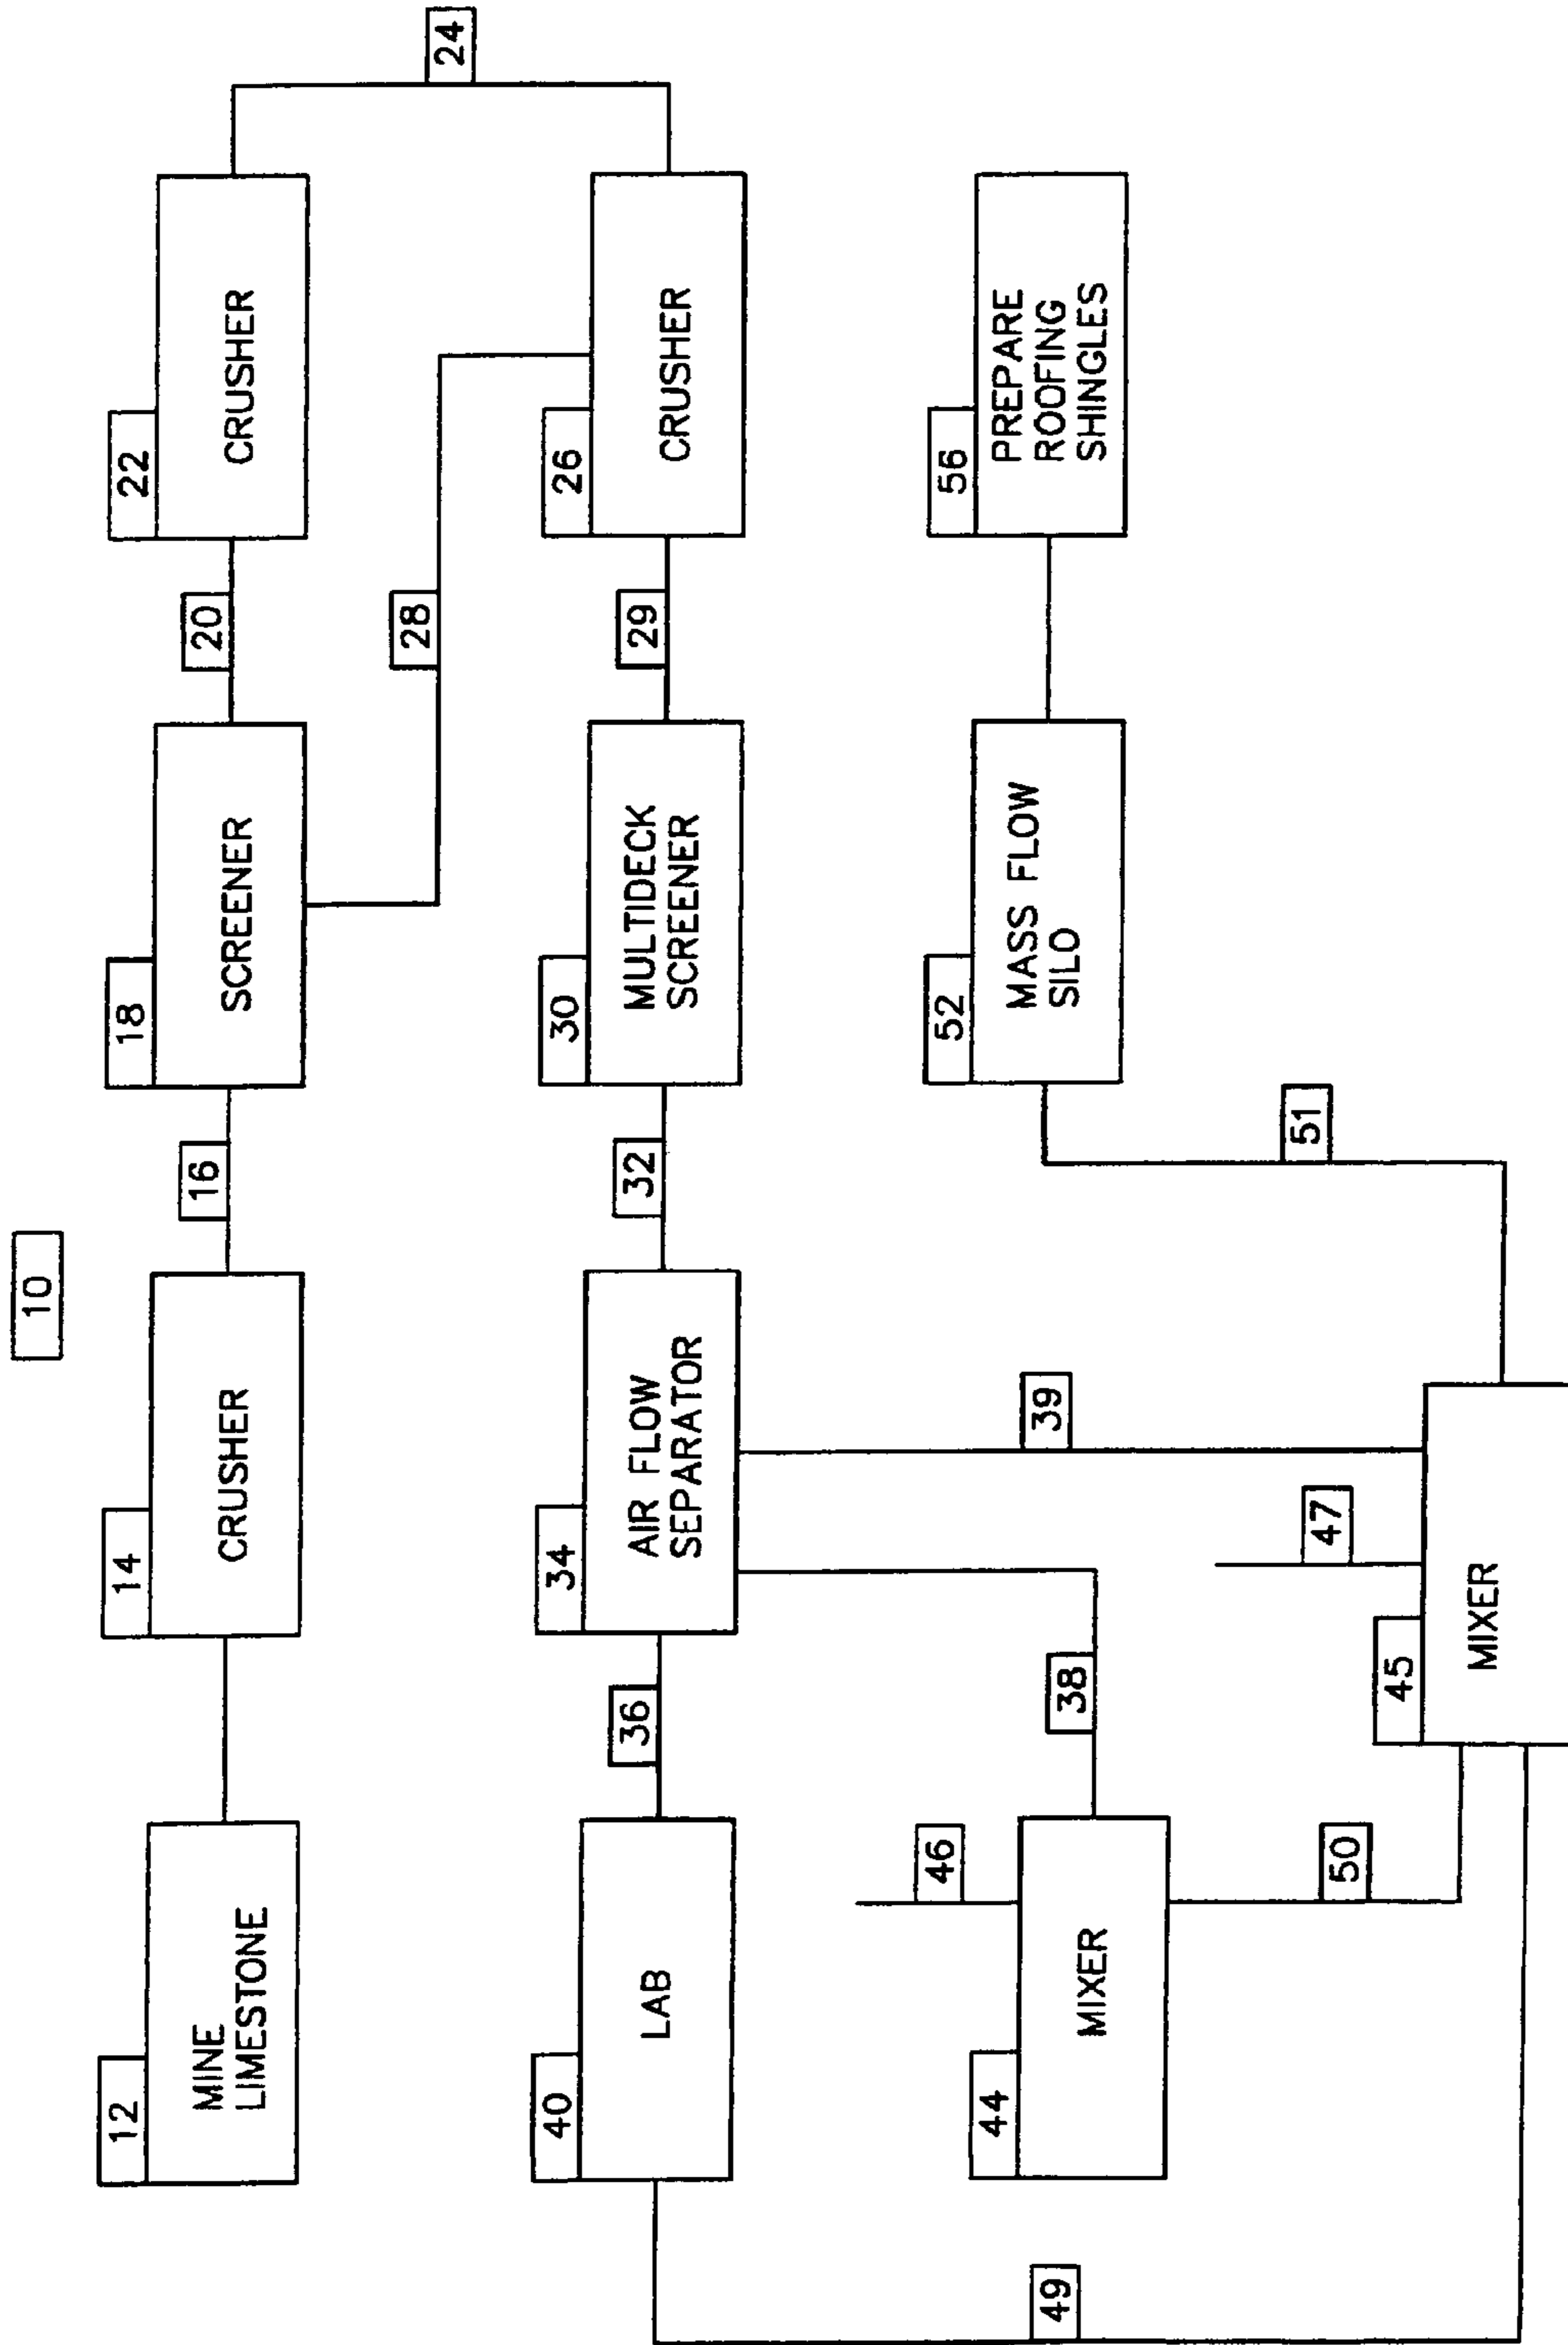 10
12
MINE
LIMESTONE
14
CRUSHER
16
18
SCREENER
20
22
CRUSHER
24
28
40
LAB
36
34
AIR FLOW
SEPARATOR
32
30
MULTIDECK
SCREENER
29
26
CRUSHER
49
44
MIXER
46
38
50
39
47
45
MIXER
51
52
MASS FLOW
SILO
56
PREPARE
ROOFING
SHINGLES